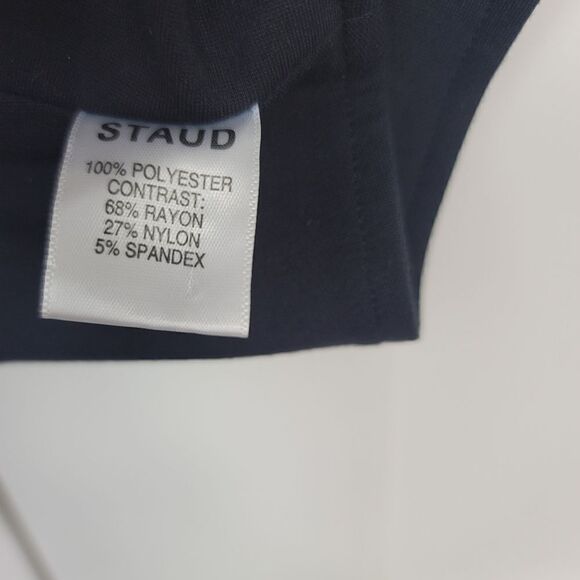 STAUD
100% POLYESTER
CONTRAST:
68% RAYON
27% NYLON
5% SPANDEX